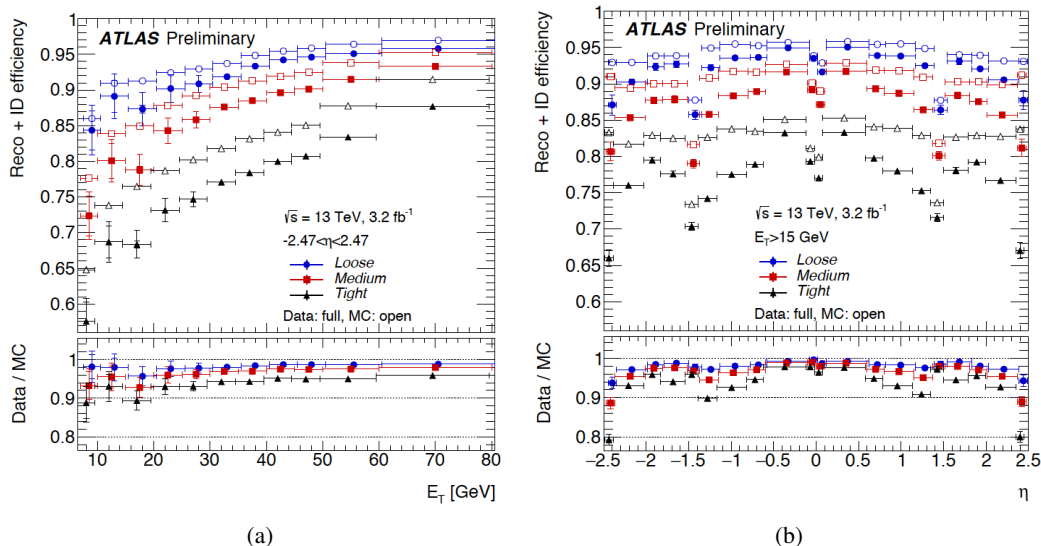 ATLAS Preliminary
Reco + ID efficiency
1
0.95
0.9
0.85
0.8
0.75
0.7
0.65
0.6
√s = 13 TeV, 3.2 fb⁻¹
-2.47<η<2.47
Loose
Medium
Tight
Data: full, MC: open
Data / MC
1
0.9
0.8
10 20 30 40 50 60 70 80
E_T [GeV]
(a)
ATLAS Preliminary
Reco + ID efficiency
1
0.95
0.9
0.85
0.8
0.75
0.7
0.65
0.6
√s = 13 TeV, 3.2 fb⁻¹
E_T>15 GeV
Loose
Medium
Tight
Data: full, MC: open
Data / MC
1
0.9
0.8
-2.5 -2 -1.5 -1 -0.5 0 0.5 1 1.5 2 2.5
η
(b)